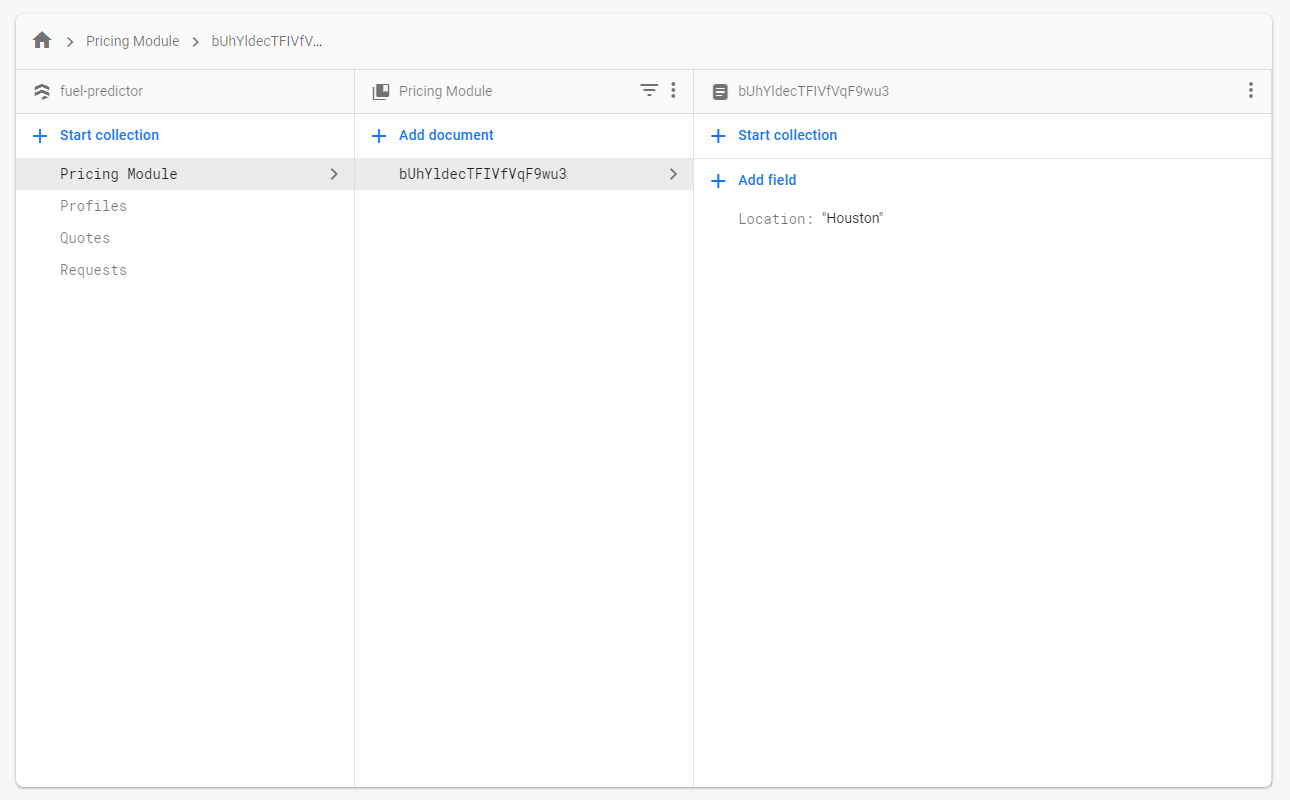 Pricing Module
bUhYldecTFIVfV...
fuel-predictor
Pricing Module
bUhYldecTFIVfVqF9wu3
Start collection
Add document
Start collection
Pricing Module
Profiles
Quotes
Requests
bUhYldecTFIVfVqF9wu3
Add field
Location: "Houston"